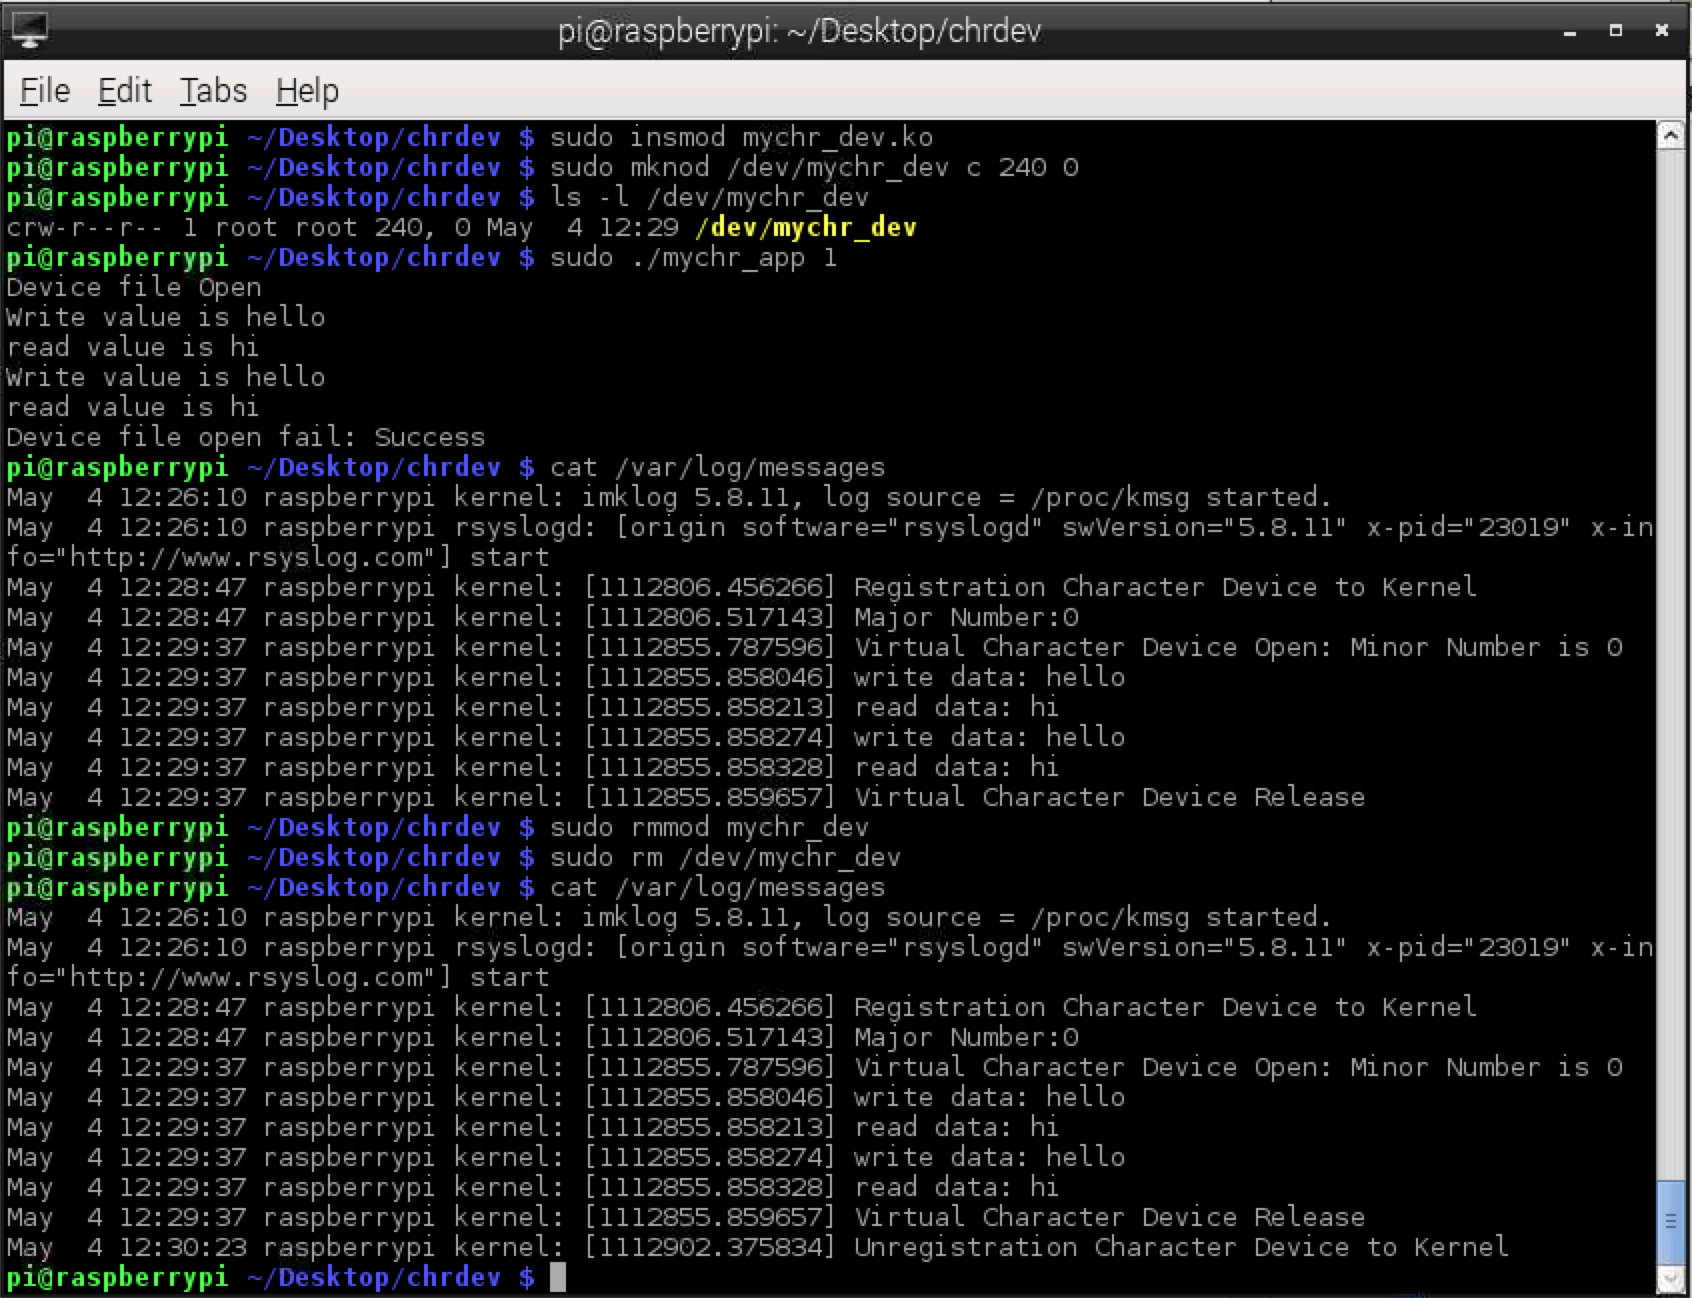 pi@raspberrypi: ~/Desktop/chrdev
File Edit Tabs Help
pi@raspberrypi ~/Desktop/chrdev $ sudo insmod mychr_dev.ko
pi@raspberrypi ~/Desktop/chrdev $ sudo mknod /dev/mychr_dev c 240 0
pi@raspberrypi ~/Desktop/chrdev $ ls -l /dev/mychr_dev
crw-r--r-- 1 root root 240, 0 May  4 12:29 /dev/mychr_dev
pi@raspberrypi ~/Desktop/chrdev $ sudo ./mychr_app 1
Device file Open
Write value is hello
read value is hi
Write value is hello
read value is hi
Device file open fail: Success
pi@raspberrypi ~/Desktop/chrdev $ cat /var/log/messages
May  4 12:26:10 raspberrypi kernel: imklog 5.8.11, log source = /proc/kmsg started.
May  4 12:26:10 raspberrypi rsyslogd: [origin software="rsyslogd" swVersion="5.8.11" x-pid="23019" x-in
fo="http://www.rsyslog.com"] start
May  4 12:28:47 raspberrypi kernel: [1112806.456266] Registration Character Device to Kernel
May  4 12:28:47 raspberrypi kernel: [1112806.517143] Major Number:0
May  4 12:29:37 raspberrypi kernel: [1112855.787596] Virtual Character Device Open: Minor Number is 0
May  4 12:29:37 raspberrypi kernel: [1112855.858046] write data: hello
May  4 12:29:37 raspberrypi kernel: [1112855.858213] read data: hi
May  4 12:29:37 raspberrypi kernel: [1112855.858274] write data: hello
May  4 12:29:37 raspberrypi kernel: [1112855.858328] read data: hi
May  4 12:29:37 raspberrypi kernel: [1112855.859657] Virtual Character Device Release
pi@raspberrypi ~/Desktop/chrdev $ sudo rmmod mychr_dev
pi@raspberrypi ~/Desktop/chrdev $ sudo rm /dev/mychr_dev
pi@raspberrypi ~/Desktop/chrdev $ cat /var/log/messages
May  4 12:26:10 raspberrypi kernel: imklog 5.8.11, log source = /proc/kmsg started.
May  4 12:26:10 raspberrypi rsyslogd: [origin software="rsyslogd" swVersion="5.8.11" x-pid="23019" x-in
fo="http://www.rsyslog.com"] start
May  4 12:28:47 raspberrypi kernel: [1112806.456266] Registration Character Device to Kernel
May  4 12:28:47 raspberrypi kernel: [1112806.517143] Major Number:0
May  4 12:29:37 raspberrypi kernel: [1112855.787596] Virtual Character Device Open: Minor Number is 0
May  4 12:29:37 raspberrypi kernel: [1112855.858046] write data: hello
May  4 12:29:37 raspberrypi kernel: [1112855.858213] read data: hi
May  4 12:29:37 raspberrypi kernel: [1112855.858274] write data: hello
May  4 12:29:37 raspberrypi kernel: [1112855.858328] read data: hi
May  4 12:29:37 raspberrypi kernel: [1112855.859657] Virtual Character Device Release
May  4 12:30:23 raspberrypi kernel: [1112902.375834] Unregistration Character Device to Kernel
pi@raspberrypi ~/Desktop/chrdev $